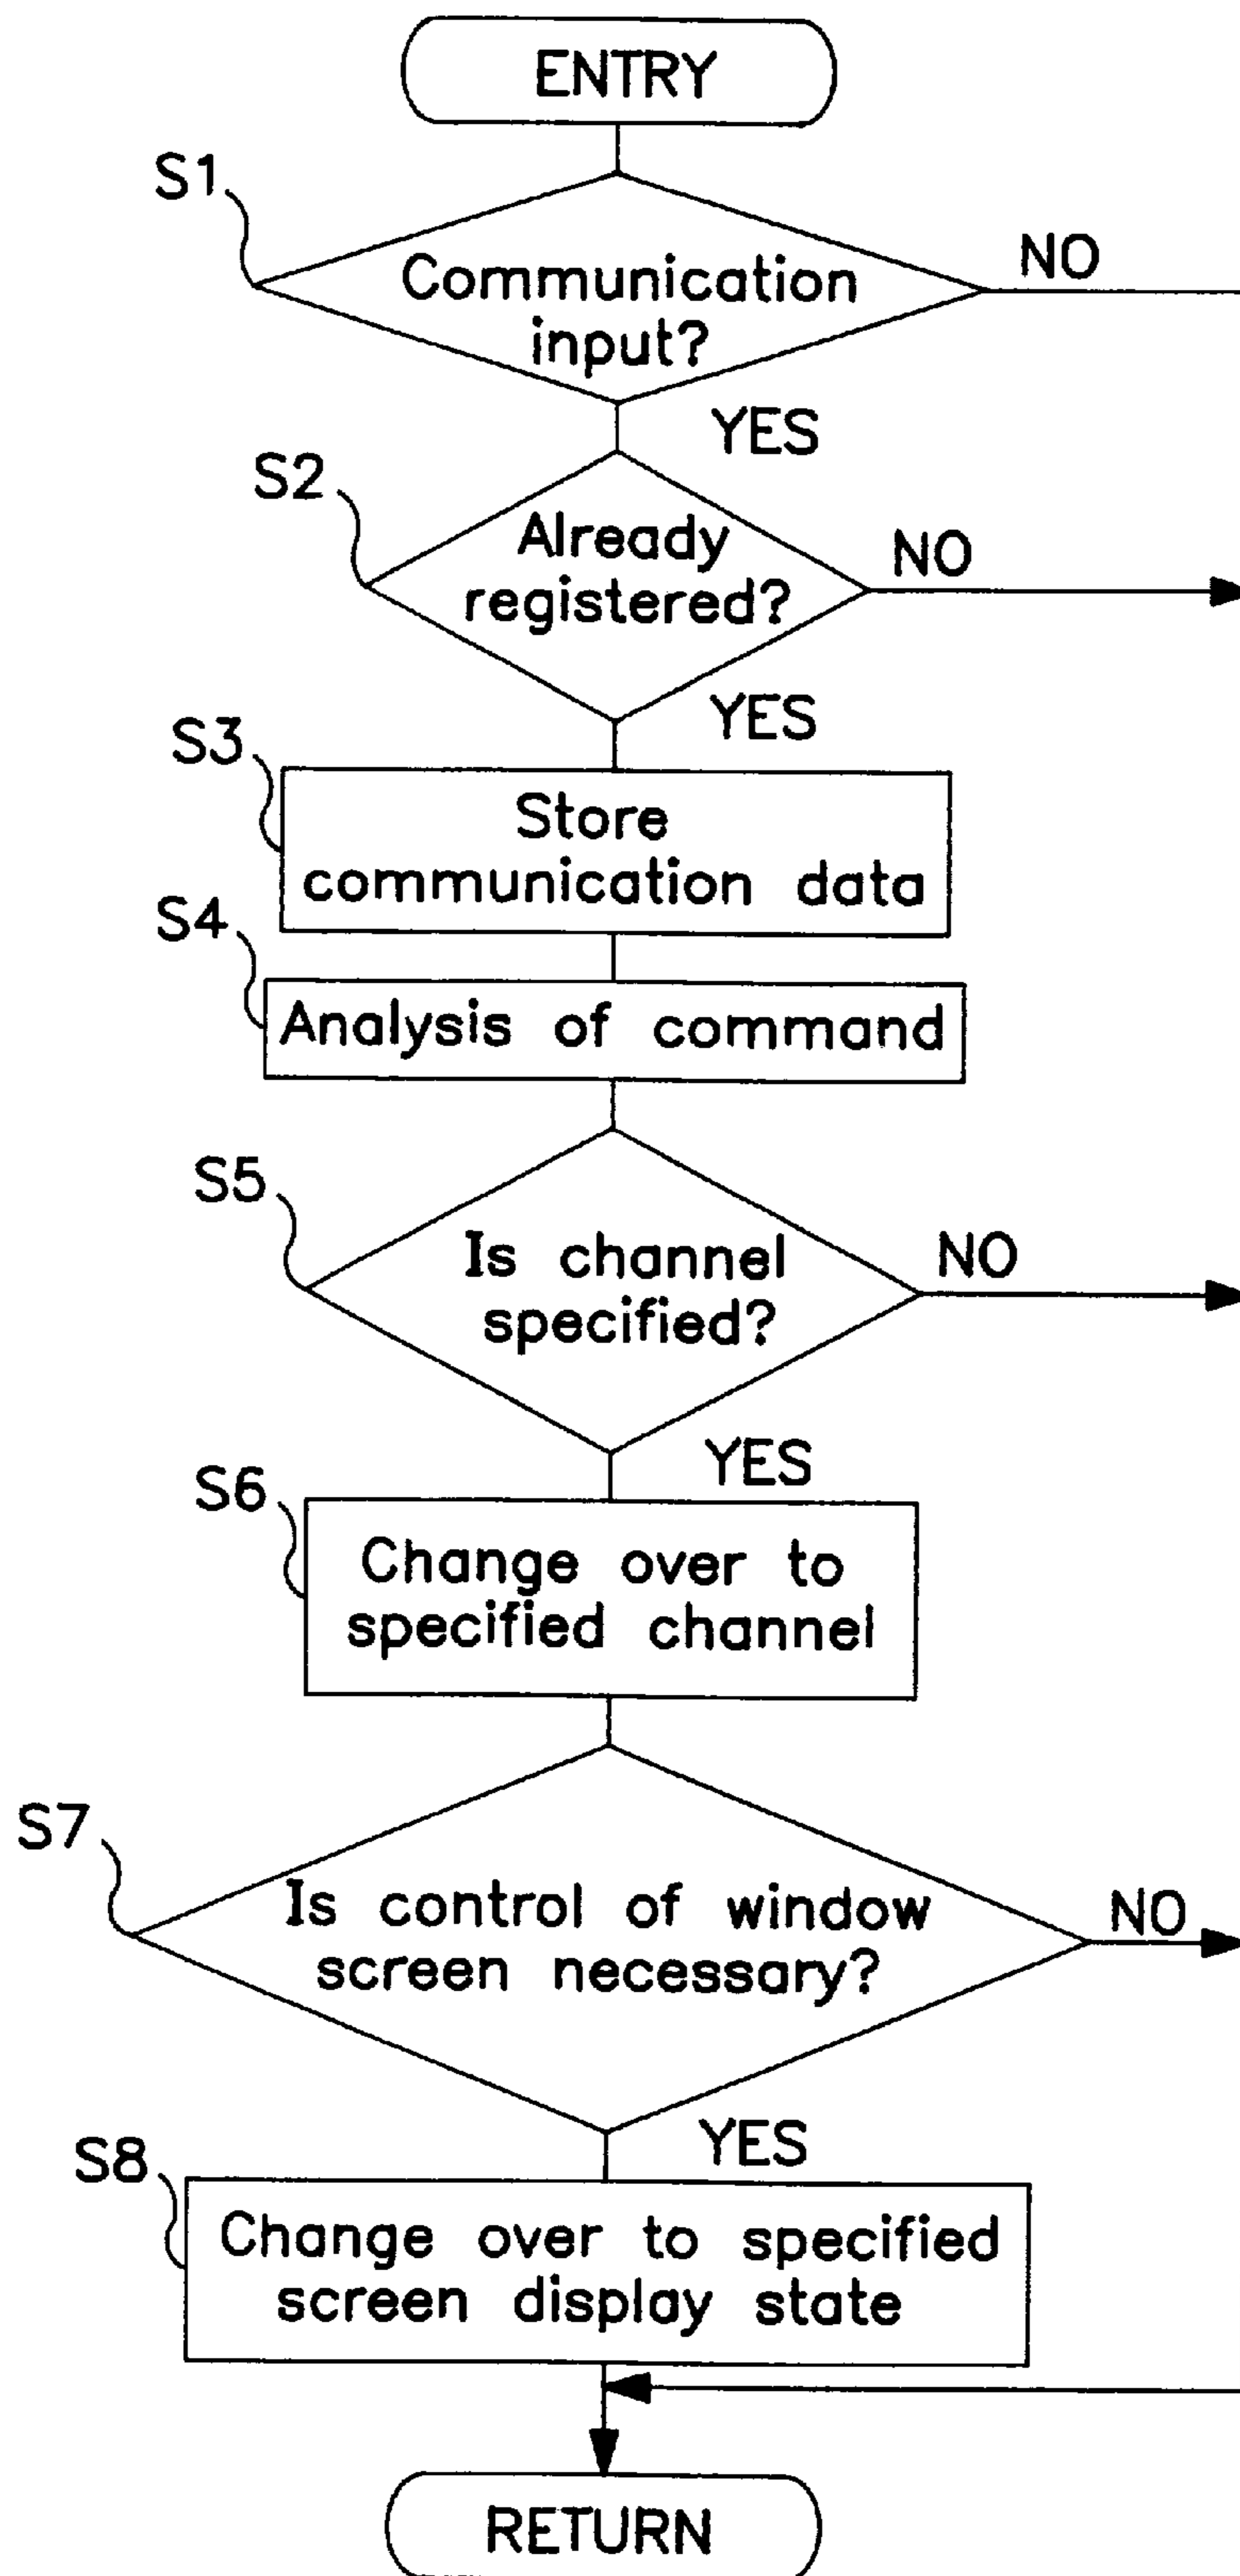 ENTRY
S1
Communication
input?
NO
YES
S2
Already
registered?
NO
YES
S3
Store
communication data
S4
Analysis of command
S5
Is channel
specified?
NO
YES
S6
Change over to
specified channel
S7
Is control of window
screen necessary?
NO
YES
S8
Change over to specified
screen display state
RETURN